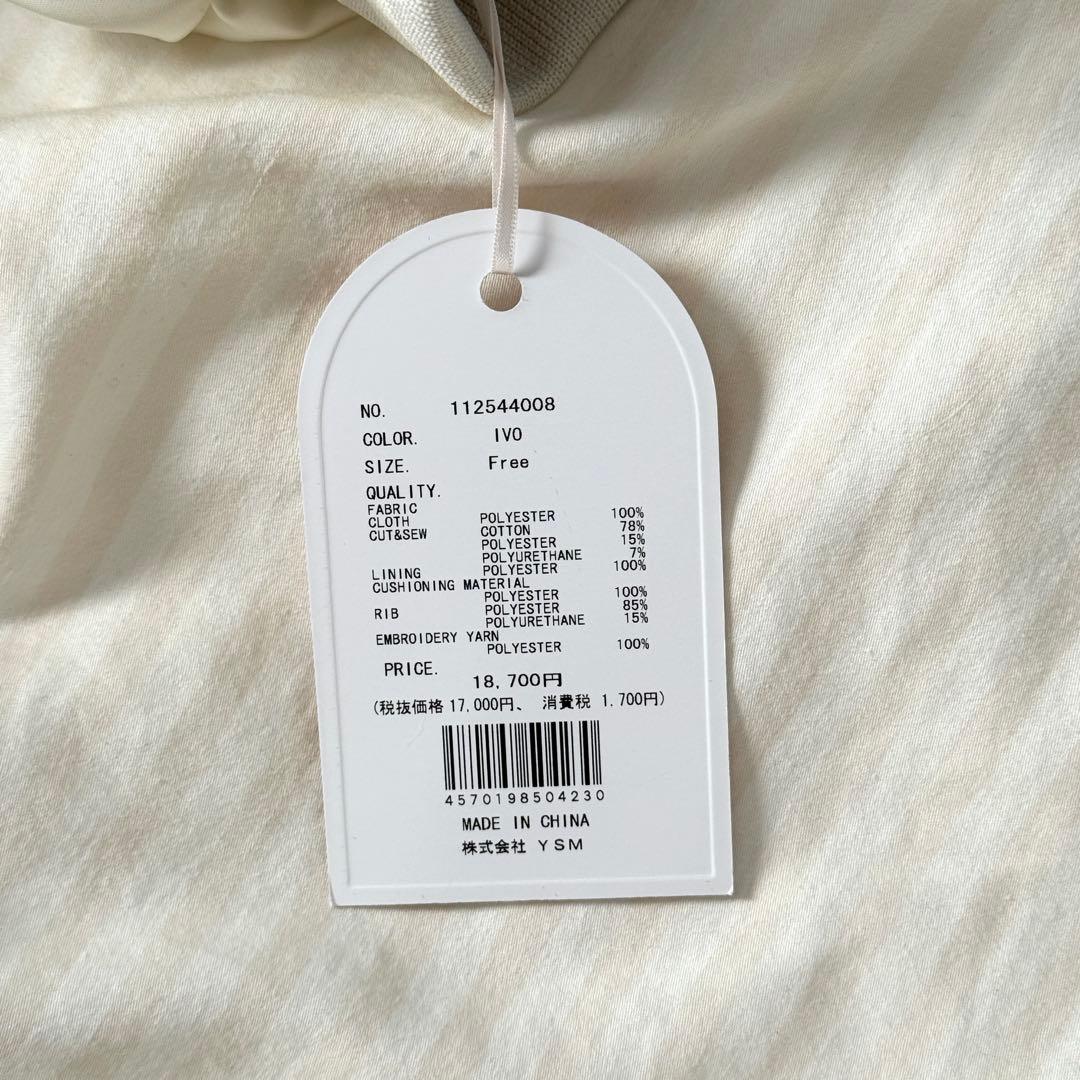 NO. 112544008
COLOR. IVO
SIZE. Free
QUALITY.
FABRIC
CLOTH POLYESTER 100%
CUT&SEW COTTON 78%
POLYESTER 15%
POLYURETHANE 7%
LINING POLYESTER 100%
CUSHIONING MATERIAL
POLYESTER 100%
RIB POLYESTER 85%
POLYURETHANE 15%
EMBROIDERY YARN
POLYESTER 100%
PRICE. 18,700円
(税抜価格 17,000円、 消費税 1,700円)
4570198504230
MADE IN CHINA
株式会社 YSM